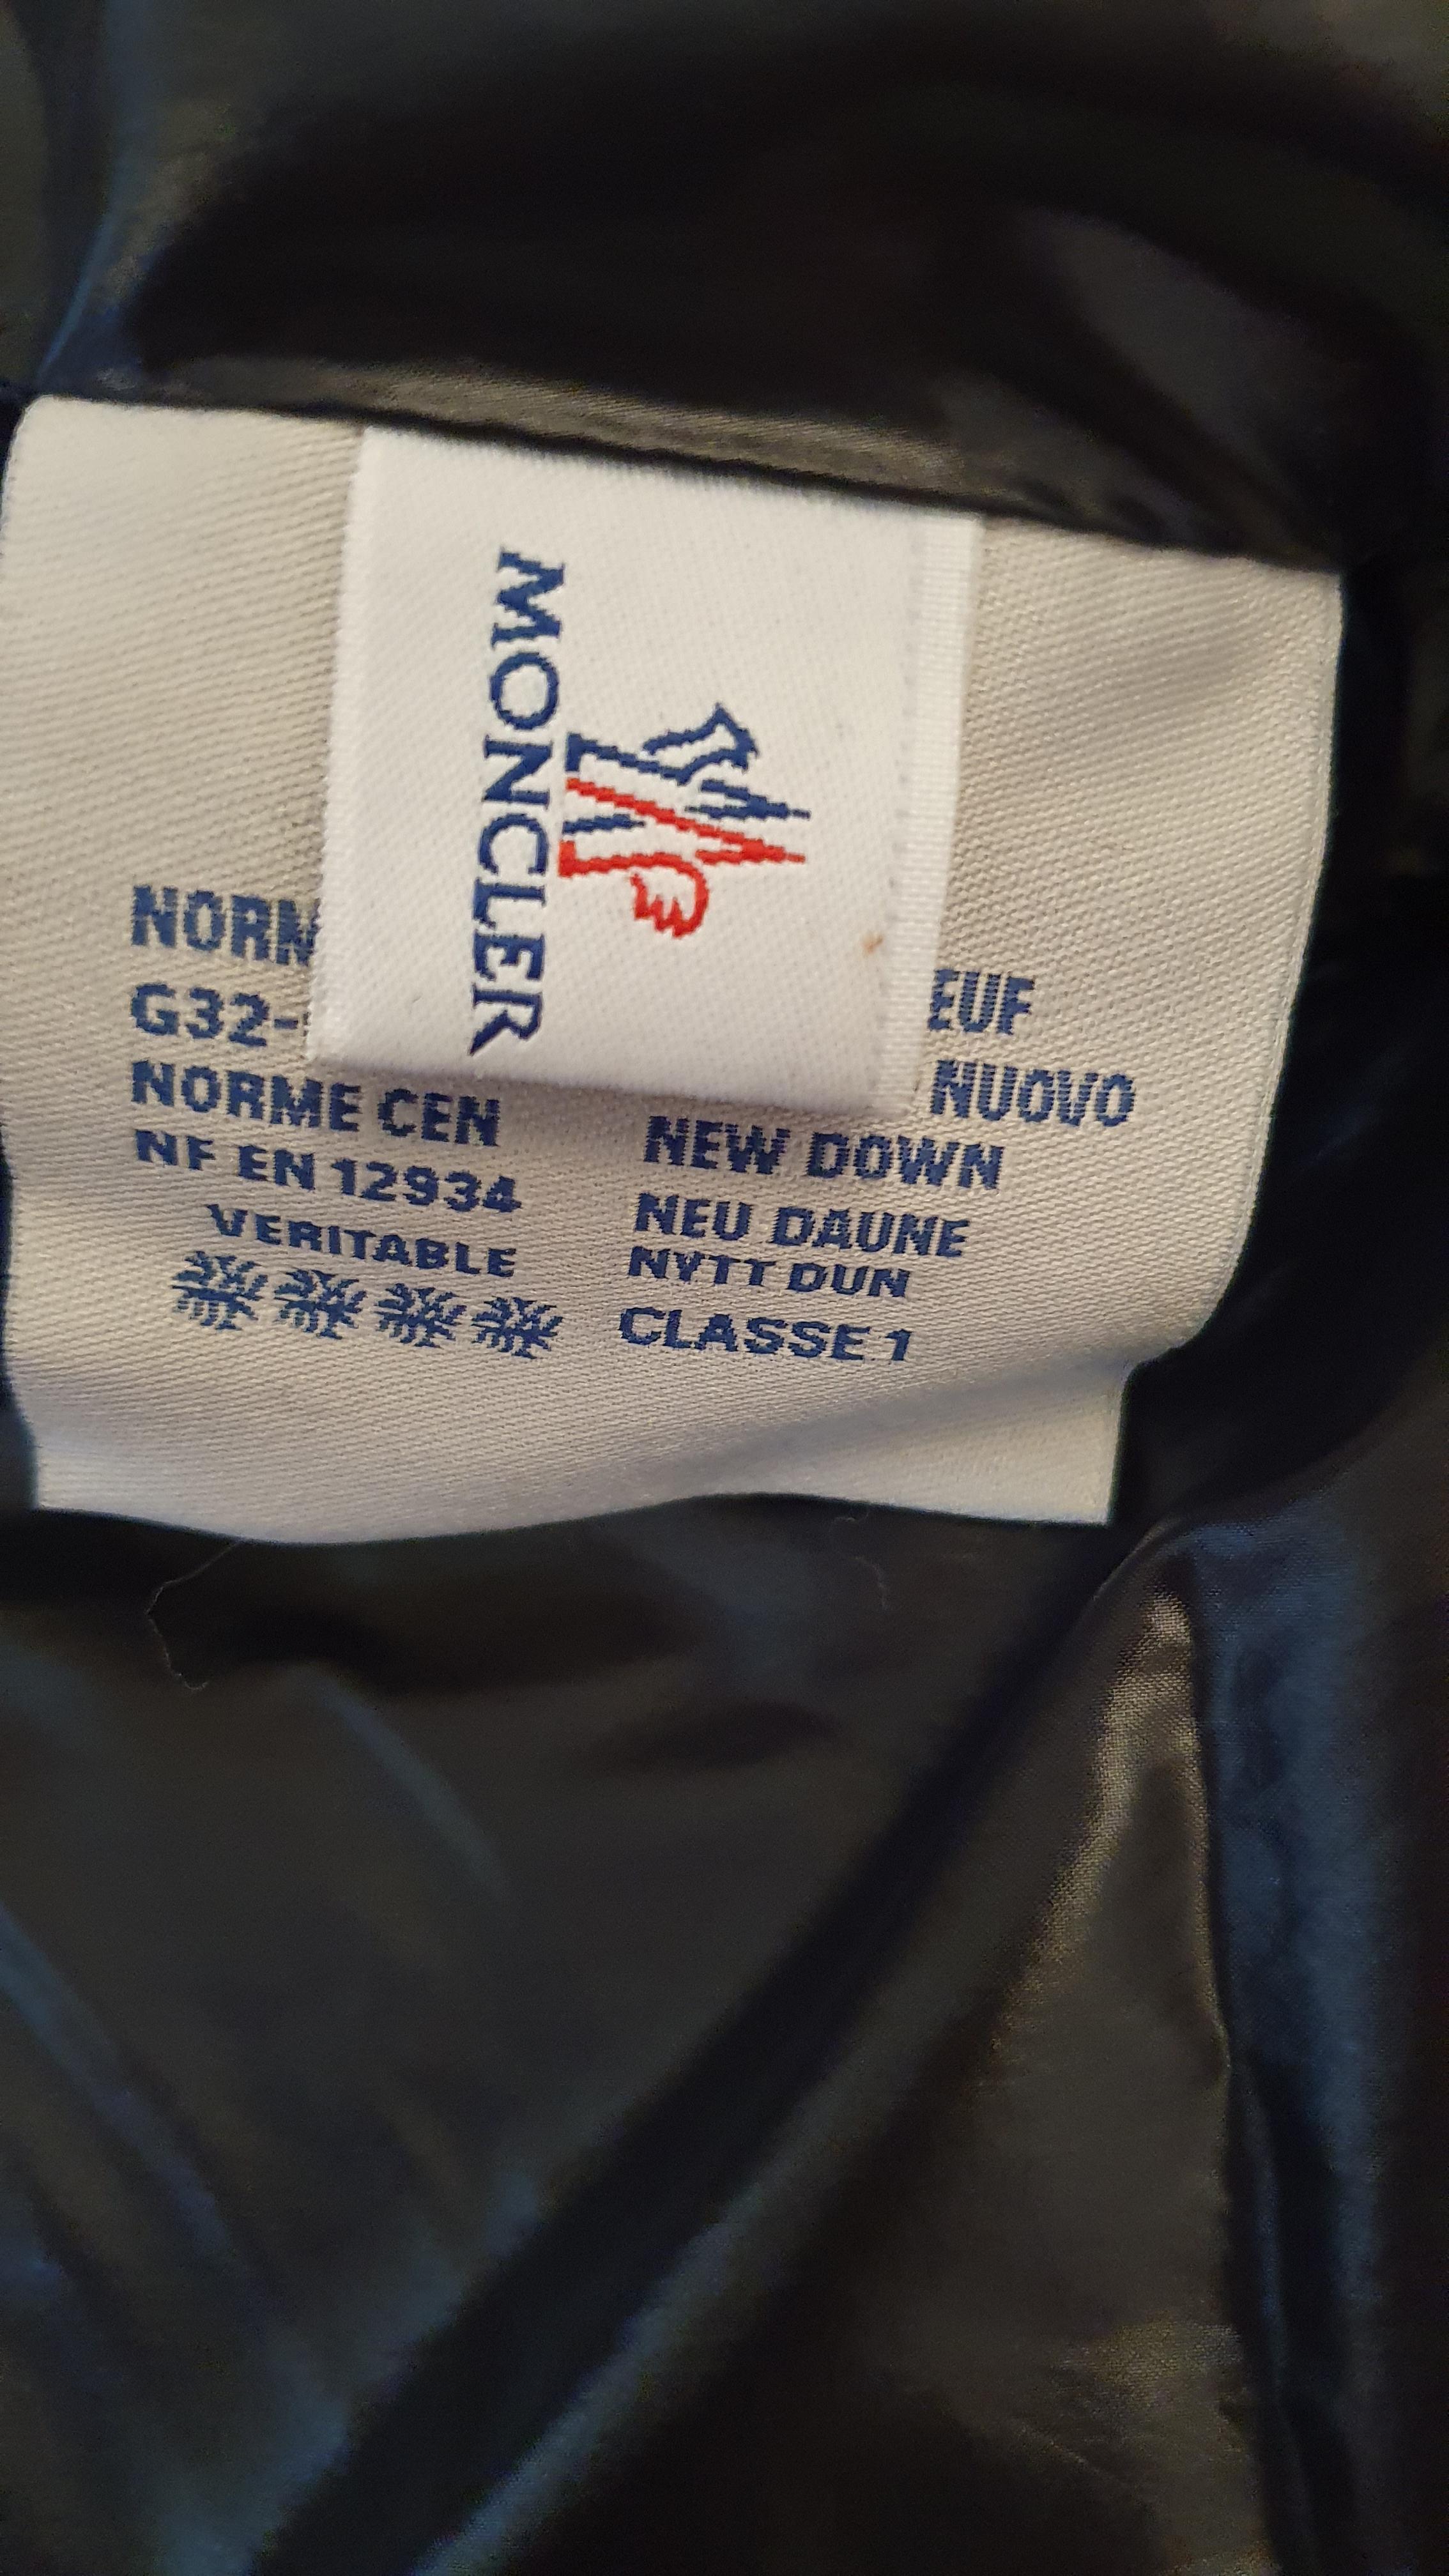 MONCLER
NORM
G32-
NORME CEN
NF EN 12934
VERITABLE
EUF
NUOVO
NEW DOWN
NEU DAUNE
NYTT DUN
CLASSE 1